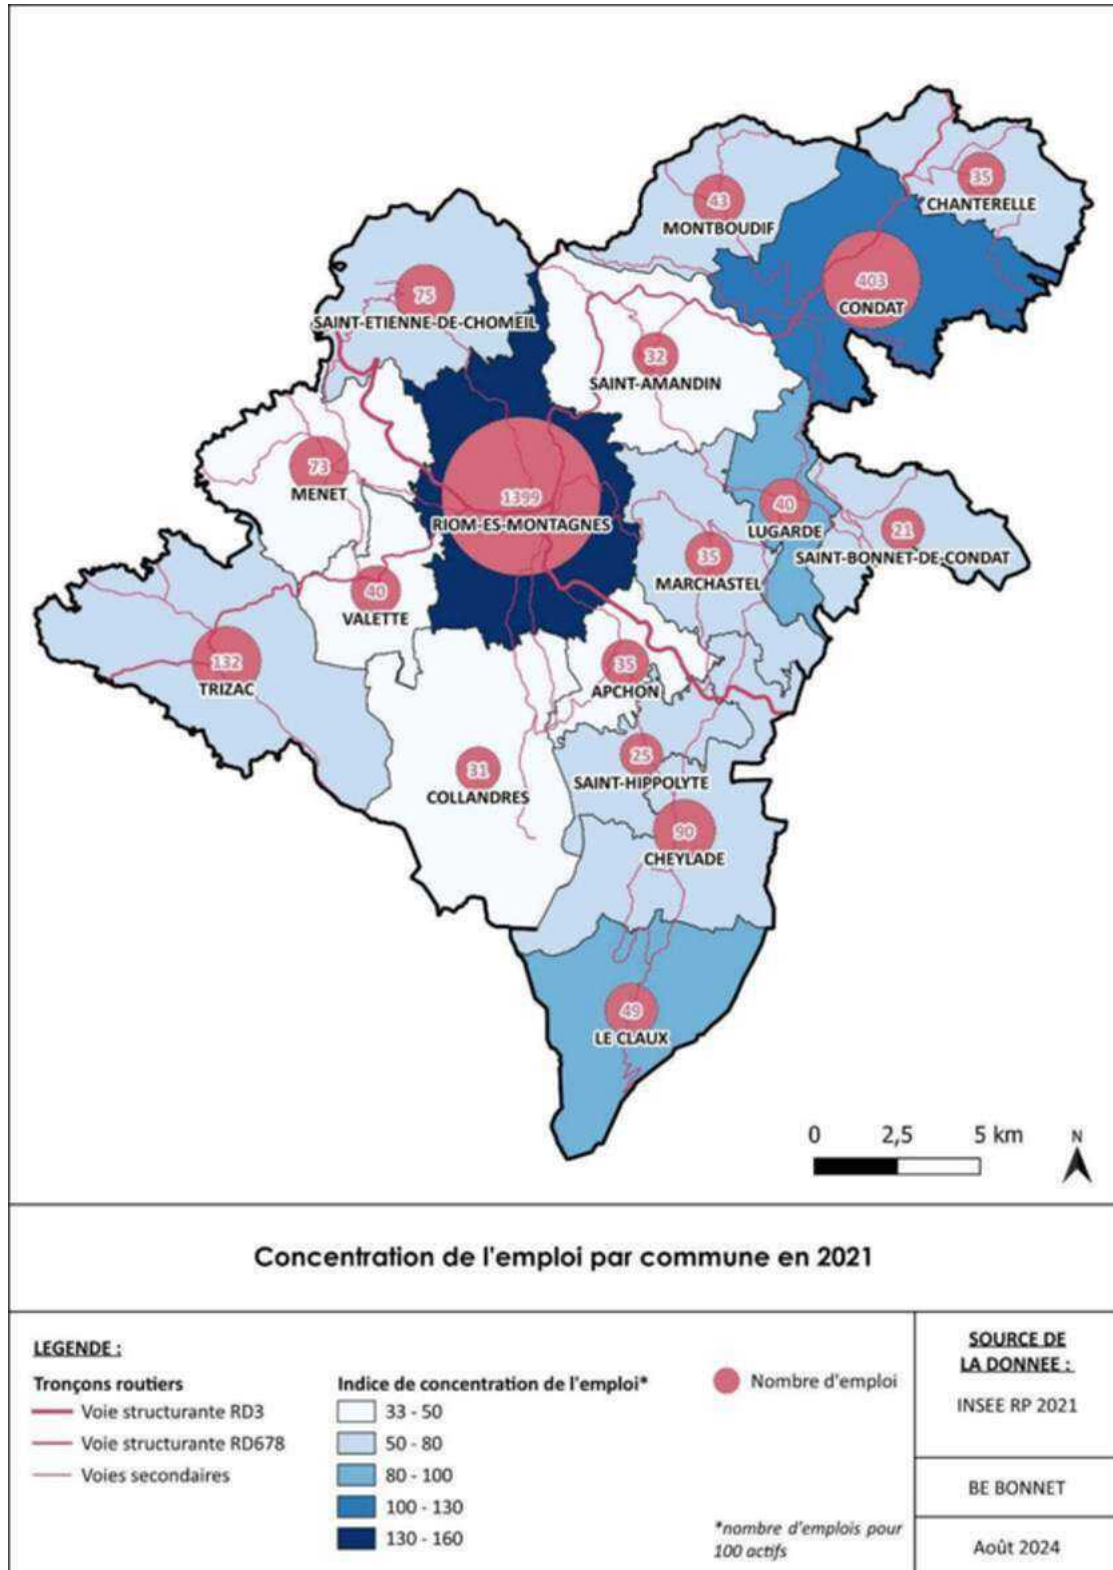 35
CHANTERELLE
43
MONTBOUDIF
403
CONDAT
75
SAINT-ETIENNE-DE-CHOMEIL
32
SAINT-AMANDIN
73
MENET
1399
RIOM-ES-MONTAGNES
40
LUGARDE
21
SAINT-BONNET-DE-CONDAT
35
MARCHASTEL
40
VALETTE
132
TRIZAC
35
APCHON
31
COLLANDRES
25
SAINT-HIPPOLYTE
90
CHEYLADE
49
LE CLAUX
0 2,5 5 km
N
Concentration de l'emploi par commune en 2021
LEGENDE :
Tronçons routiers
Voie structurante RD3
Voie structurante RD678
Voies secondaires
Indice de concentration de l'emploi*
33 - 50
50 - 80
80 - 100
100 - 130
130 - 160
Nombre d'emploi
*nombre d'emplois pour
100 actifs
SOURCE DE
LA DONNEE :
INSEE RP 2021
BE BONNET
Août 2024